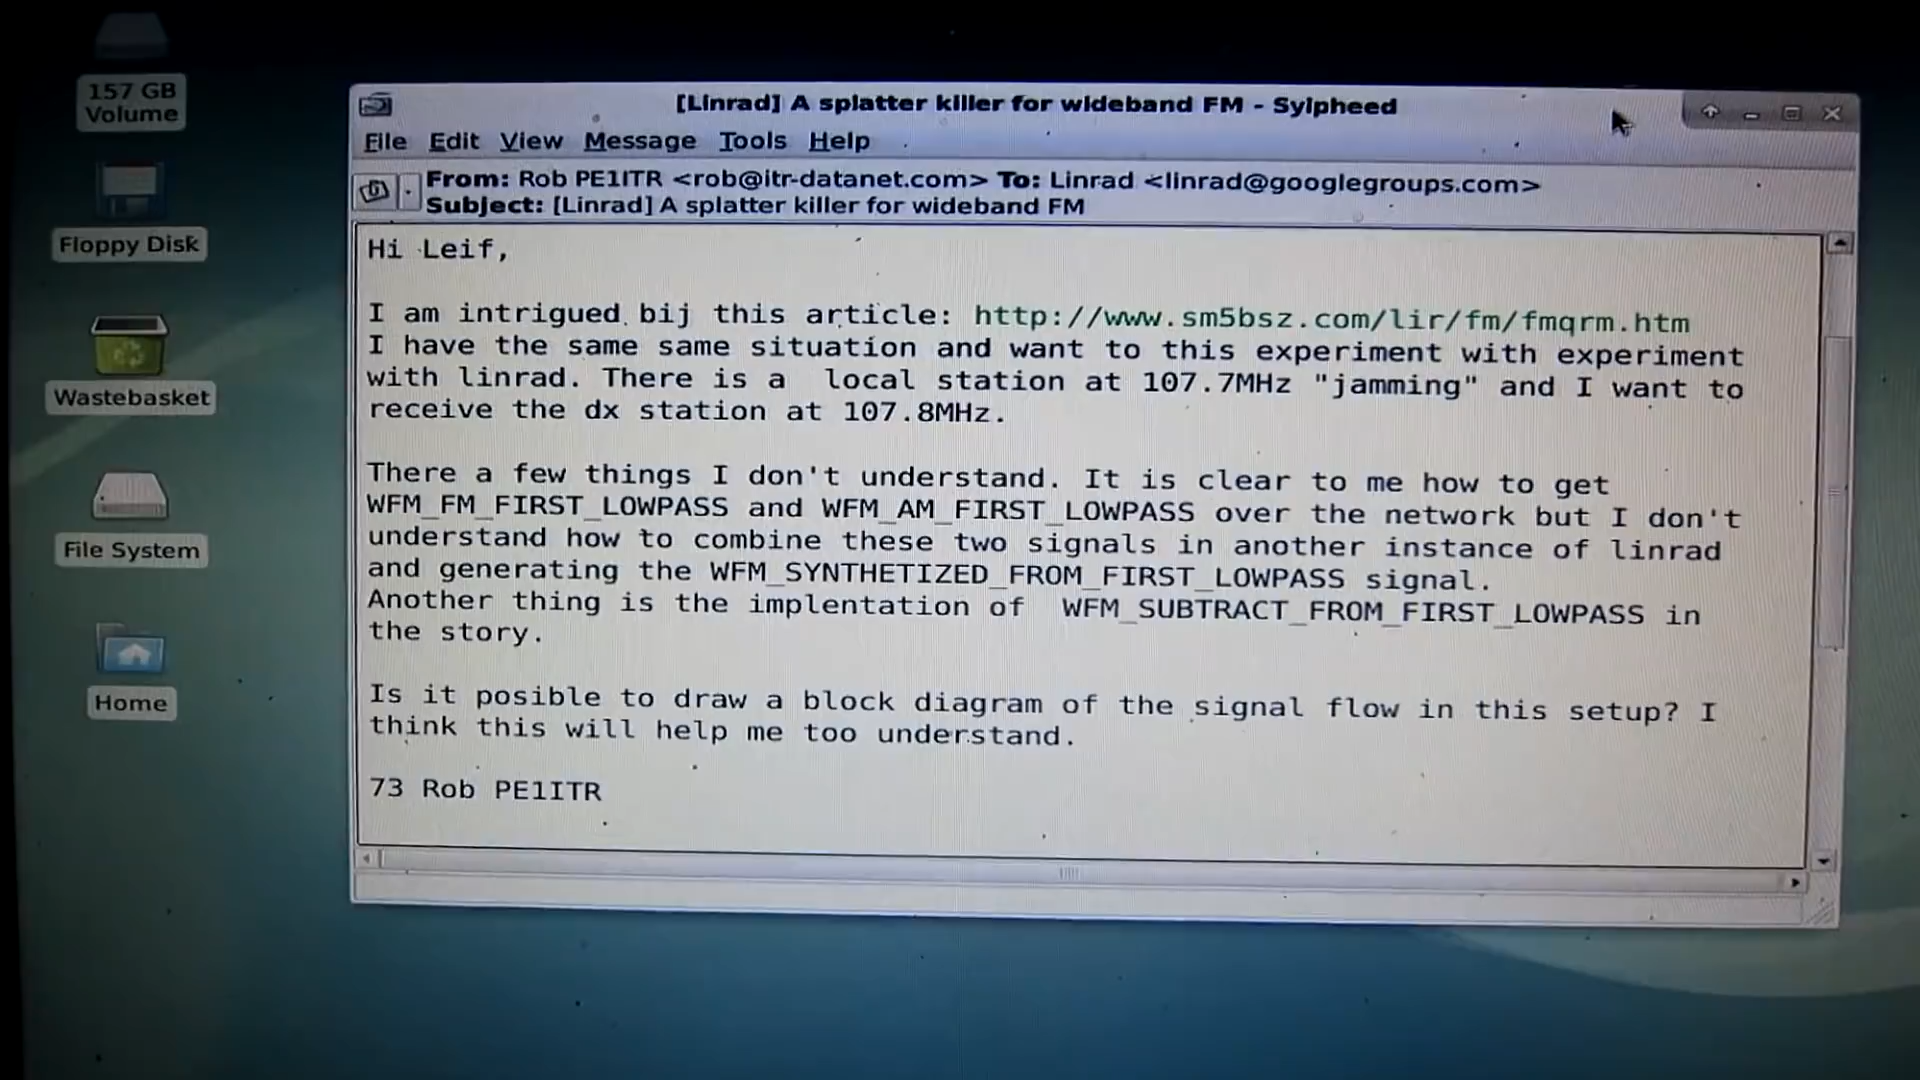 157 GB
Volume
Floppy Disk
Wastebasket
File System
Home
[Linrad] A splatter killer for wideband FM - Sylpheed
File Edit View Message Tools Help
From: Rob PE1ITR <rob@itr-datanet.com> To: Linrad <linrad@googlegroups.com>
Subject: [Linrad] A splatter killer for wideband FM
Hi Leif,
I am intrigued bij this article: http://www.sm5bsz.com/lir/fm/fmqrm.htm
I have the same same situation and want to this experiment with experiment
with linrad. There is a local station at 107.7MHz "jamming" and I want to
receive the dx station at 107.8MHz.
There a few things I don't understand. It is clear to me how to get
WFM_FM_FIRST_LOWPASS and WFM_AM_FIRST_LOWPASS over the network but I don't
understand how to combine these two signals in another instance of linrad
and generating the WFM_SYNTHETIZED_FROM_FIRST_LOWPASS signal.
Another thing is the implentation of WFM_SUBTRACT_FROM_FIRST_LOWPASS in
the story.
Is it posible to draw a block diagram of the signal flow in this setup? I
think this will help me too understand.
73 Rob PE1ITR